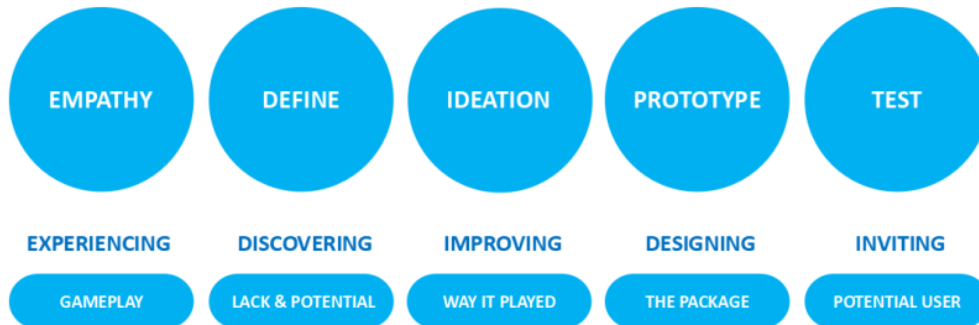 EMPATHY DEFINE IDEATION PROTOTYPE TEST
EXPERIENCING DISCOVERING IMPROVING DESIGNING INVITING
GAMEPLAY LACK & POTENTIAL WAY IT PLAYED THE PACKAGE POTENTIAL USER